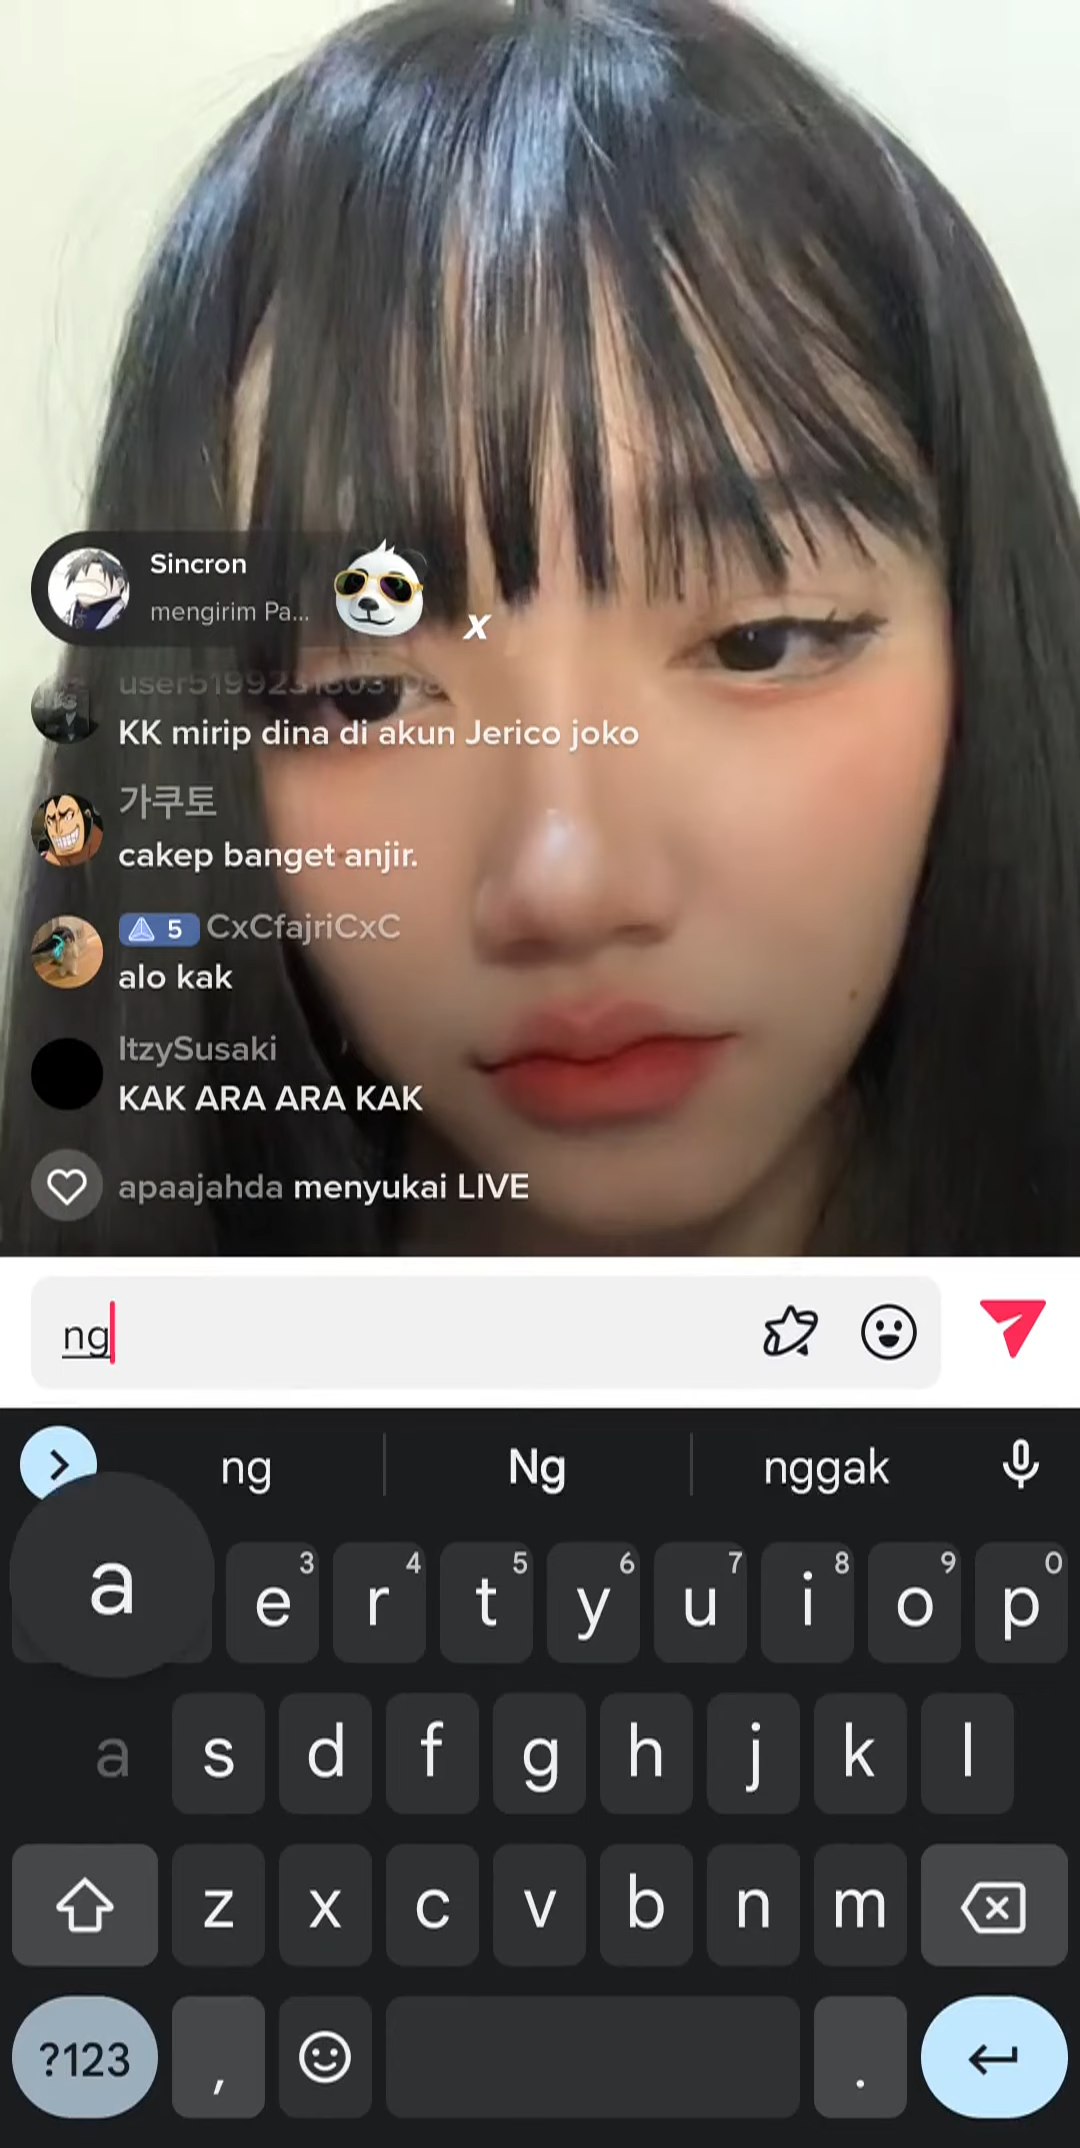 Sincron
mengirim Pa...
x
KK mirip dina di akun Jerico joko
가쿠토
cakep banget anjir.
5 CxCfajriCxC
alo kak
ItzySusaki
KAK ARA ARA KAK
apaajahda menyukai LIVE
ng
ng Ng nggak
a
3 4 5 6 7 8 9 0
e r t y u i o p
a s d f g h j k l
z x c v b n m
?123 , .